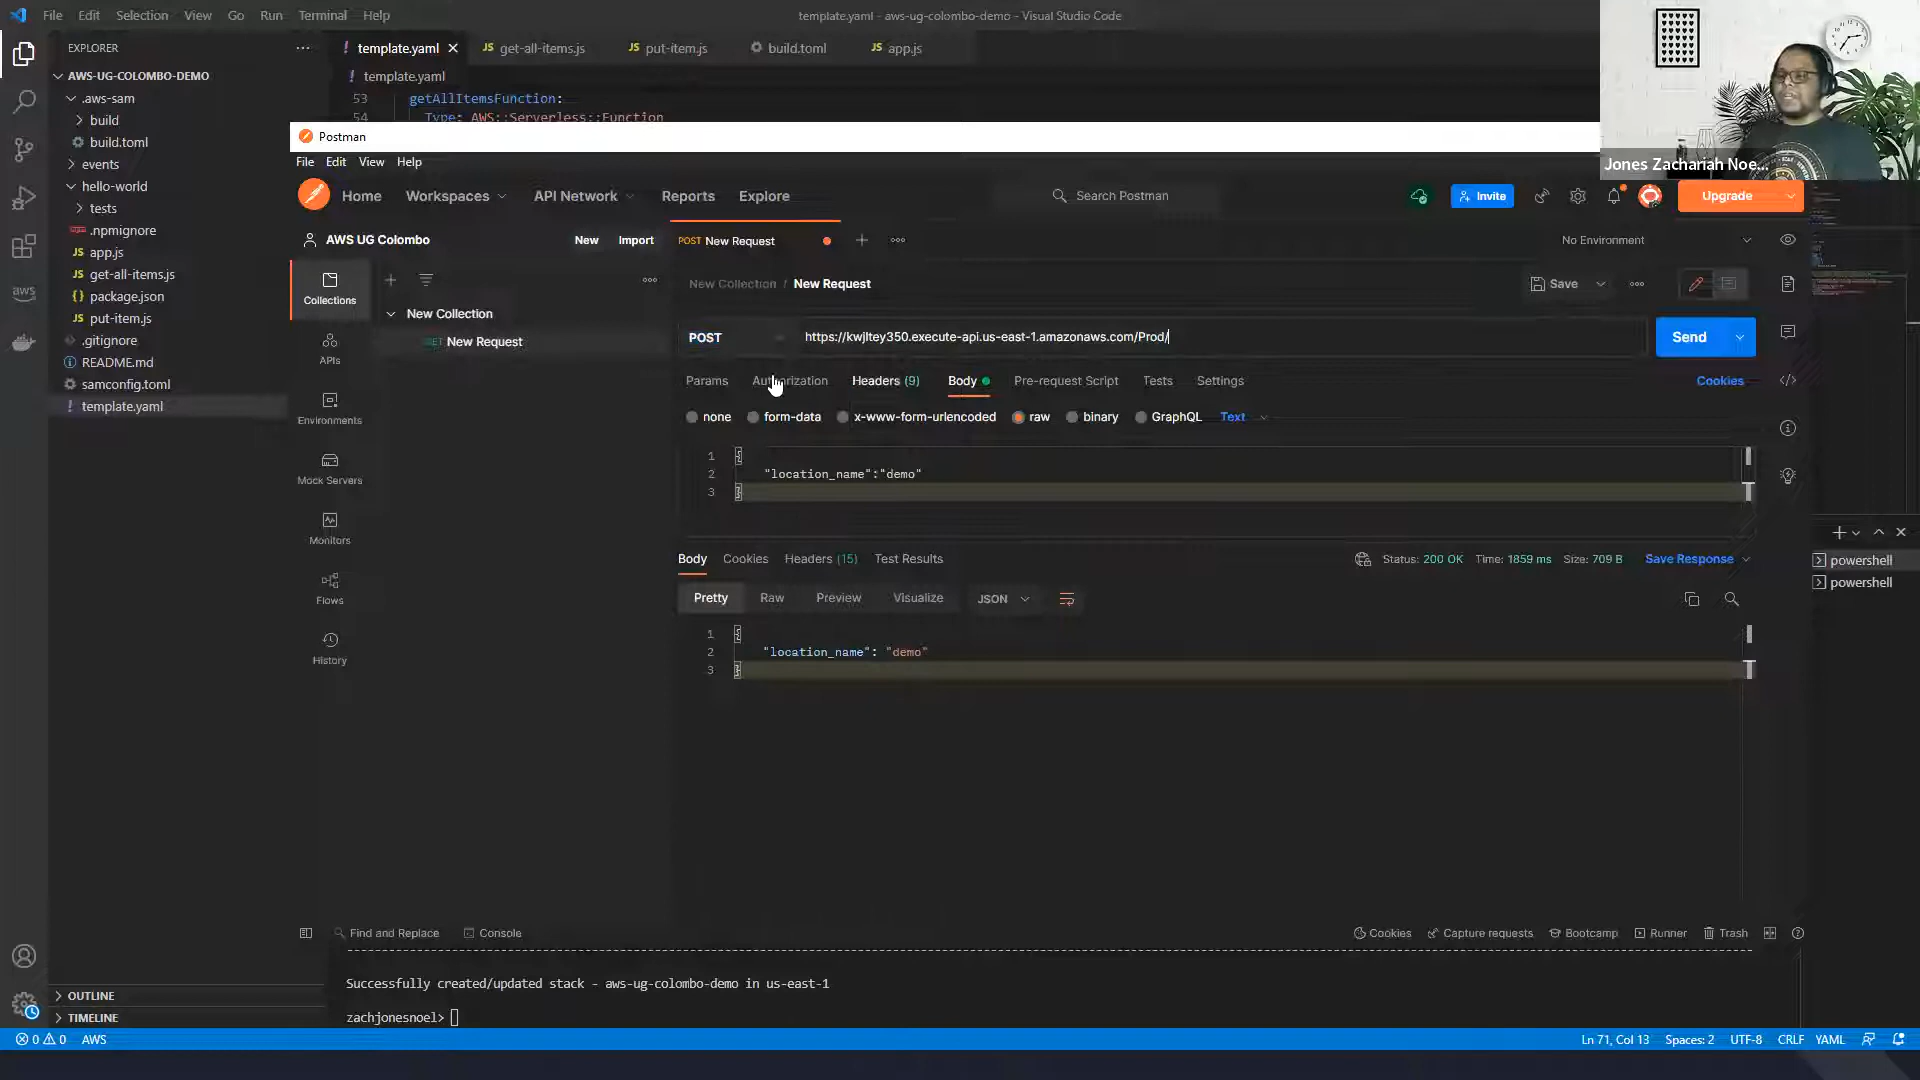 File Edit Selection View Go Run Terminal Help
template.yaml - aws-ug-colombo-demo - Visual Studio Code
EXPLORER
AWS-UG-COLOMBO-DEMO
.aws-sam
build
build.toml
events
hello-world
tests
.npmignore
app.js
get-all-items.js
package.json
put-item.js
.gitignore
README.md
samconfig.toml
template.yaml
OUTLINE
TIMELINE
template.yaml get-all-items.js put-item.js build.toml app.js
template.yaml
53 getAllItemsFunction:
54 Type: AWS::Serverless::Function
Jones Zachariah Noe...
Postman
File Edit View Help
Home Workspaces API Network Reports Explore Search Postman Invite Upgrade
AWS UG Colombo New Import POST New Request No Environment
Collections
APIs
Environments
Mock Servers
Monitors
Flows
History
New Collection
GET New Request
New Collection / New Request Save
POST https://kwjltey350.execute-api.us-east-1.amazonaws.com/Prod/ Send
Params Authorization Headers (9) Body Pre-request Script Tests Settings Cookies
none form-data x-www-form-urlencoded raw binary GraphQL Text
1 {
2 "location_name":"demo"
3 }
Body Cookies Headers (15) Test Results Status: 200 OK Time: 1859 ms Size: 709 B Save Response
Pretty Raw Preview Visualize JSON
1 {
2 "location_name": "demo"
3 }
Find and Replace Console Cookies Capture requests Bootcamp Runner Trash
powershell
powershell
Successfully created/updated stack - aws-ug-colombo-demo in us-east-1
zachjonesnoel>
0 0 AWS Ln 71, Col 13 Spaces: 2 UTF-8 CRLF YAML